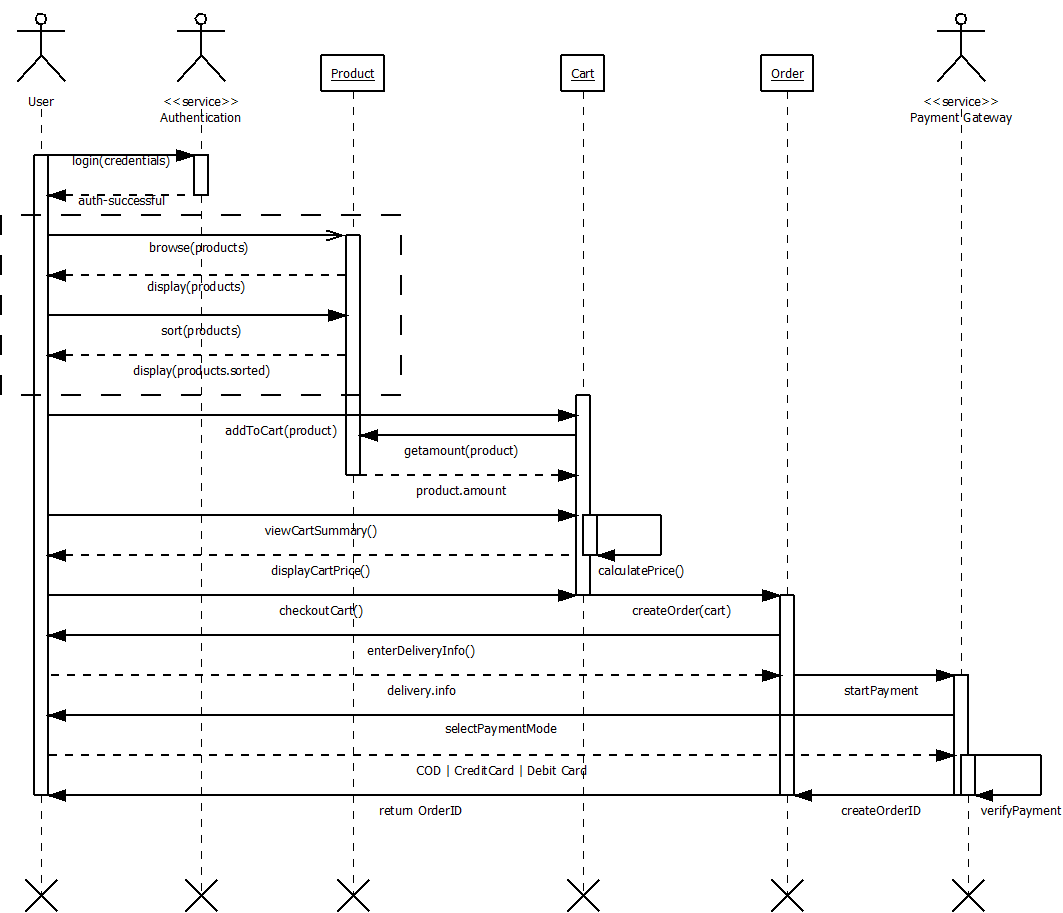 User
<<service>>
Authentication
Product
Cart
Order
<<service>>
Payment Gateway
login(credentials)
auth-successful
browse(products)
display(products)
sort(products)
display(products.sorted)
addToCart(product)
getamount(product)
product.amount
viewCartSummary()
displayCartPrice()
calculatePrice()
checkoutCart()
createOrder(cart)
enterDeliveryInfo()
delivery.info
startPayment
selectPaymentMode
COD | CreditCard | Debit Card
return OrderID
createOrderID
verifyPayment